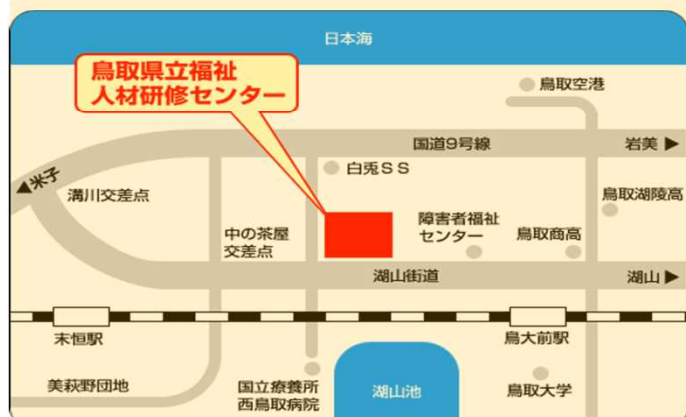 日本海
鳥取県立福祉
人材研修センター
鳥取空港
国道9号線
岩美▶
◀米子
白兎SS
溝川交差点
鳥取湖陵高
障害者福祉
センター
中の茶屋
交差点
鳥取商高
湖山街道
湖山▶
末恒駅
鳥大前駅
美萩野団地
国立療養所
西鳥取病院
湖山池
鳥取大学